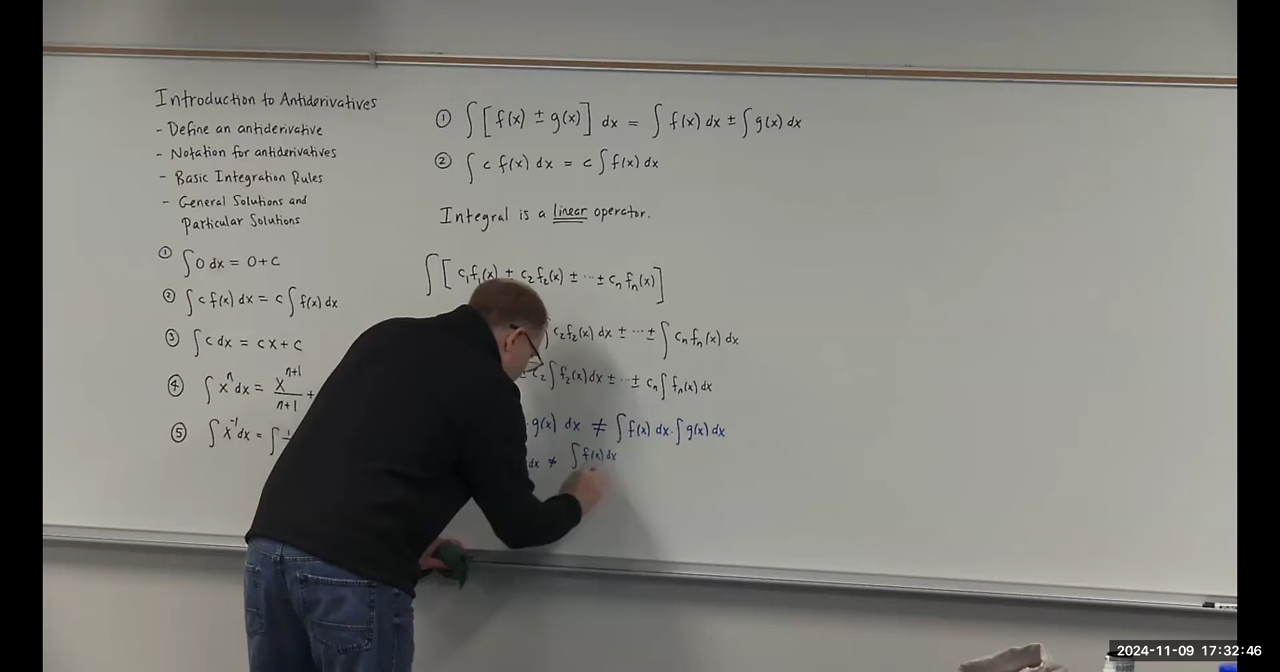 Introduction to Antiderivatives
- Define an antiderivative
- Notation for antiderivatives
- Basic Integration Rules
- General Solutions and
Particular Solutions
① ∫ 0 dx = 0 + C
② ∫ c f(x) dx = c ∫ f(x) dx
③ ∫ c dx = cx + c
④ ∫ xⁿ dx = xⁿ⁺¹/n+1 +
⑤ ∫ x⁻¹ dx = ∫
① ∫ [f(x) ± g(x)] dx = ∫ f(x) dx ± ∫ g(x) dx
② ∫ c f(x) dx = c ∫ f(x) dx
Integral is a linear operator.
∫ [c₁f₁(x) ± c₂f₂(x) ± ⋯ ± cₙfₙ(x)]
c₂f₂(x) dx ± ⋯ ± ∫ cₙfₙ(x) dx
c₂ ∫ f₂(x) dx ± ⋯ ± cₙ ∫ fₙ(x) dx
· g(x) dx ≠ ∫ f(x) dx · ∫ g(x) dx
dx ≠ ∫ f(x) dx
2024-11-09 17:32:46